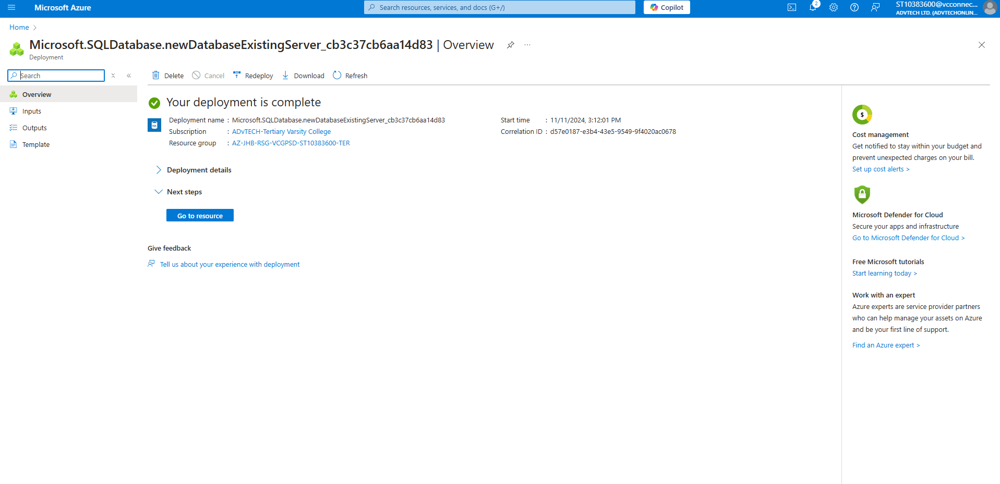 Microsoft Azure
Search resources, services, and docs (G+/)
Copilot
2
ST10383600@vcconnec...
ADVTECH LTD. (ADVTECHONLIN...
Home
Microsoft.SQLDatabase.newDatabaseExistingServer_cb3c37cb6aa14d83 | Overview
Deployment
Search
Delete
Cancel
Redeploy
Download
Refresh
Overview
Inputs
Outputs
Template
Your deployment is complete
SQL
Deployment name : Microsoft.SQLDatabase.newDatabaseExistingServer_cb3c37cb6aa14d83
Subscription : ADvTECH-Tertiary Varsity College
Resource group : AZ-JHB-RSG-VCGPSD-ST10383600-TER
Start time : 11/11/2024, 3:12:01 PM
Correlation ID : d57e0187-e3b4-43e5-9549-9f4020ac0678
Deployment details
Next steps
Go to resource
Give feedback
Tell us about your experience with deployment
$
Cost management
Get notified to stay within your budget and
prevent unexpected charges on your bill.
Set up cost alerts >
Microsoft Defender for Cloud
Secure your apps and infrastructure
Go to Microsoft Defender for Cloud >
Free Microsoft tutorials
Start learning today >
Work with an expert
Azure experts are service provider partners
who can help manage your assets on Azure
and be your first line of support.
Find an Azure expert >